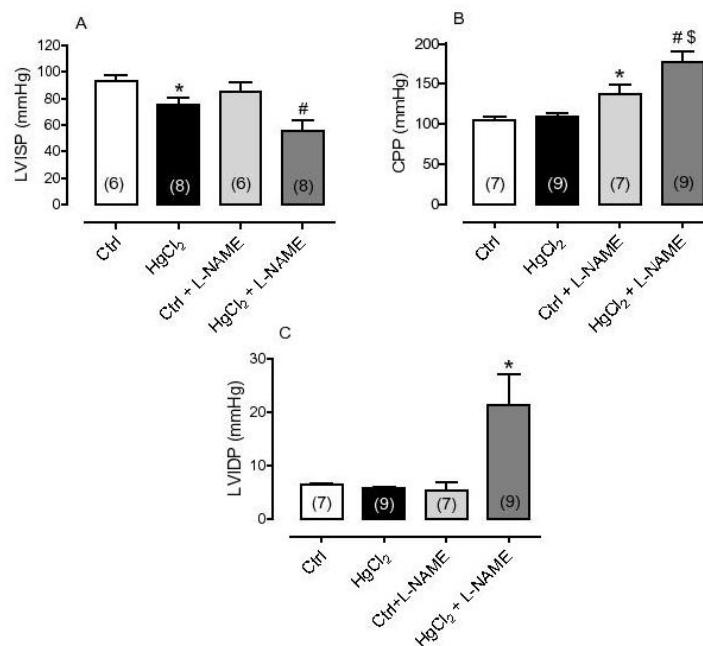 A
LVISP (mmHg)
120
100
80
60
40
20
0
*
#
(6)
(8)
(6)
(8)
Ctrl
HgCl₂
Ctrl + L-NAME
HgCl₂ + L-NAME
B
CPP (mmHg)
200
150
100
50
0
*
# $
(7)
(9)
(7)
(9)
Ctrl
HgCl₂
Ctrl + L-NAME
HgCl₂ + L-NAME
C
LVIDP (mmHg)
30
20
10
0
*
(7)
(9)
(7)
(9)
Ctrl
HgCl₂
Ctrl+L-NAME
HgCl₂ + L-NAME